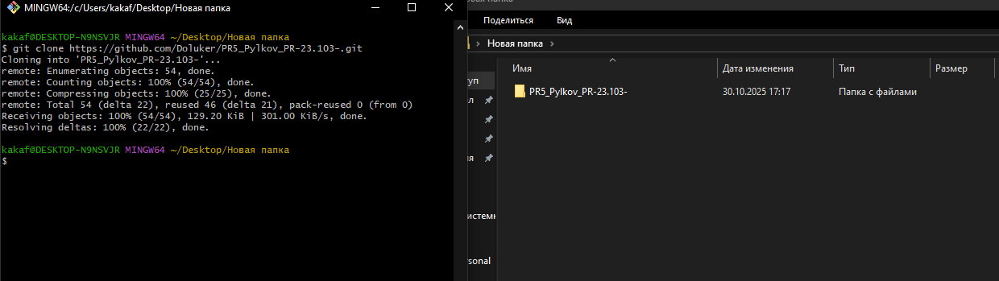 MINGW64:/c/Users/kakaf/Desktop/Новая папка
kakaf@DESKTOP-N9NSVJR MINGW64 ~/Desktop/Новая папка
$ git clone https://github.com/Doluker/PR5_Pylkov_PR-23.103-.git
Cloning into 'PR5_Pylkov_PR-23.103-'...
remote: Enumerating objects: 54, done.
remote: Counting objects: 100% (54/54), done.
remote: Compressing objects: 100% (25/25), done.
remote: Total 54 (delta 22), reused 46 (delta 21), pack-reused 0 (from 0)
Receiving objects: 100% (54/54), 129.20 KiB | 301.00 KiB/s, done.
Resolving deltas: 100% (22/22), done.
kakaf@DESKTOP-N9NSVJR MINGW64 ~/Desktop/Новая папка
$
Поделиться Вид
Новая папка
Имя Дата изменения Тип Размер
PR5_Pylkov_PR-23.103- 30.10.2025 17:17 Папка с файлами